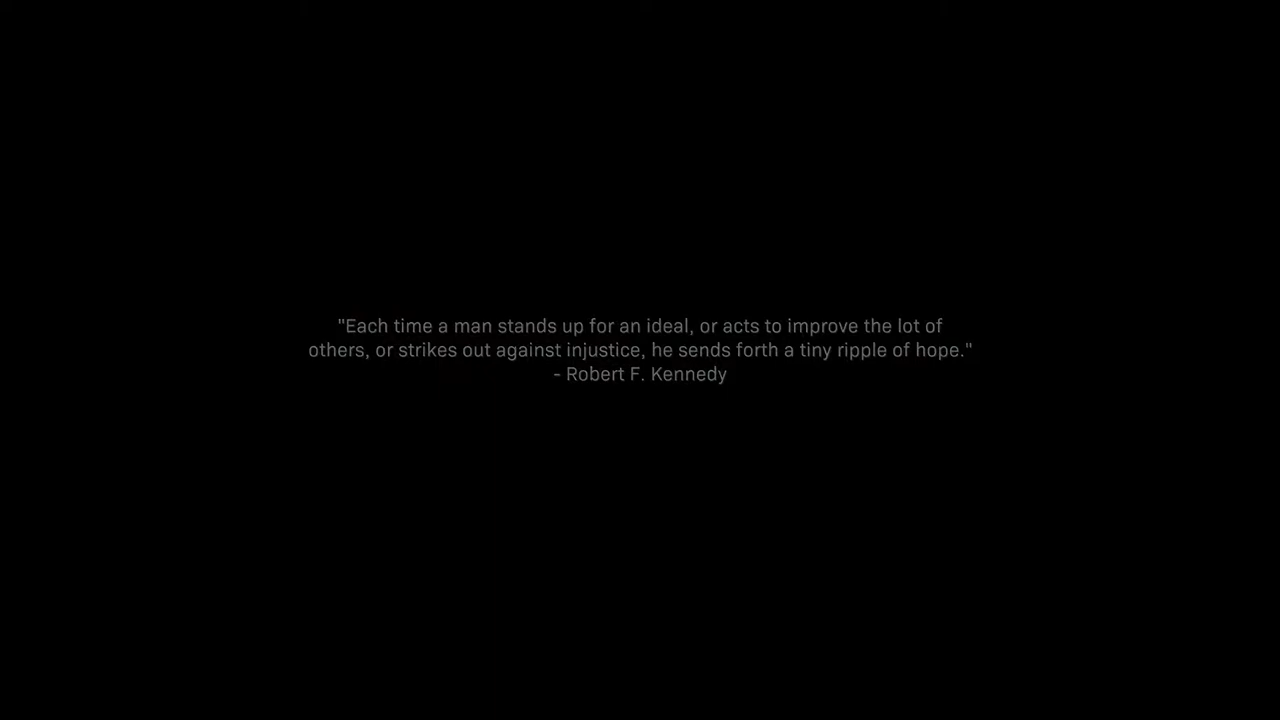 "Each time a man stands up for an ideal, or acts to improve the lot of
others, or strikes out against injustice, he sends forth a tiny ripple of hope."
- Robert F. Kennedy